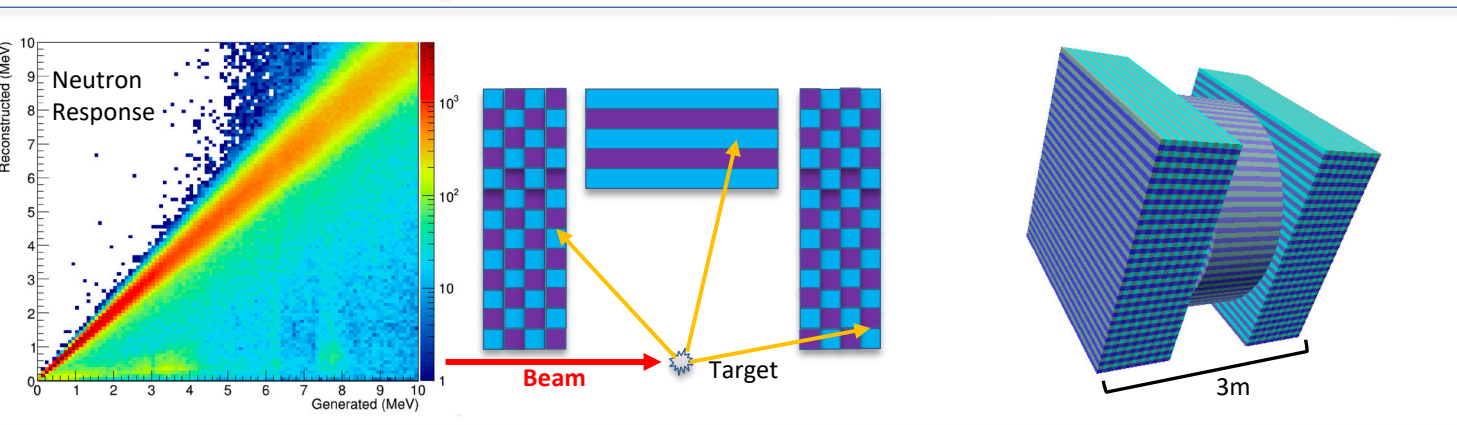 Neutron
Response
Reconstructed (MeV)
10
9
8
7
6
5
4
3
2
1
0
0 1 2 3 4 5 6 7 8 9 10
Generated (MeV)
10³
10²
10
1
Beam
Target
3m